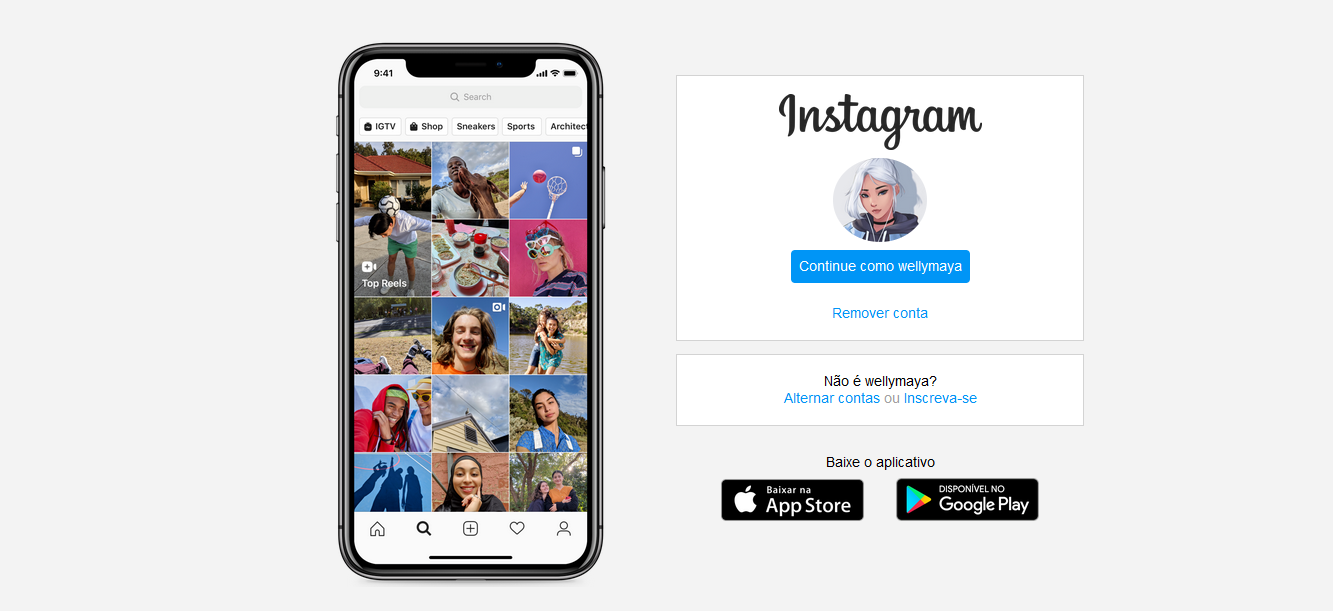 9:41
Search
IGTV
Shop
Sneakers
Sports
Architect
Top Reels
Instagram
Continue como wellymaya
Remover conta
Não é wellymaya?
Alternar contas ou Inscreva-se
Baixe o aplicativo
Baixar na
App Store
DISPONÍVEL NO
Google Play